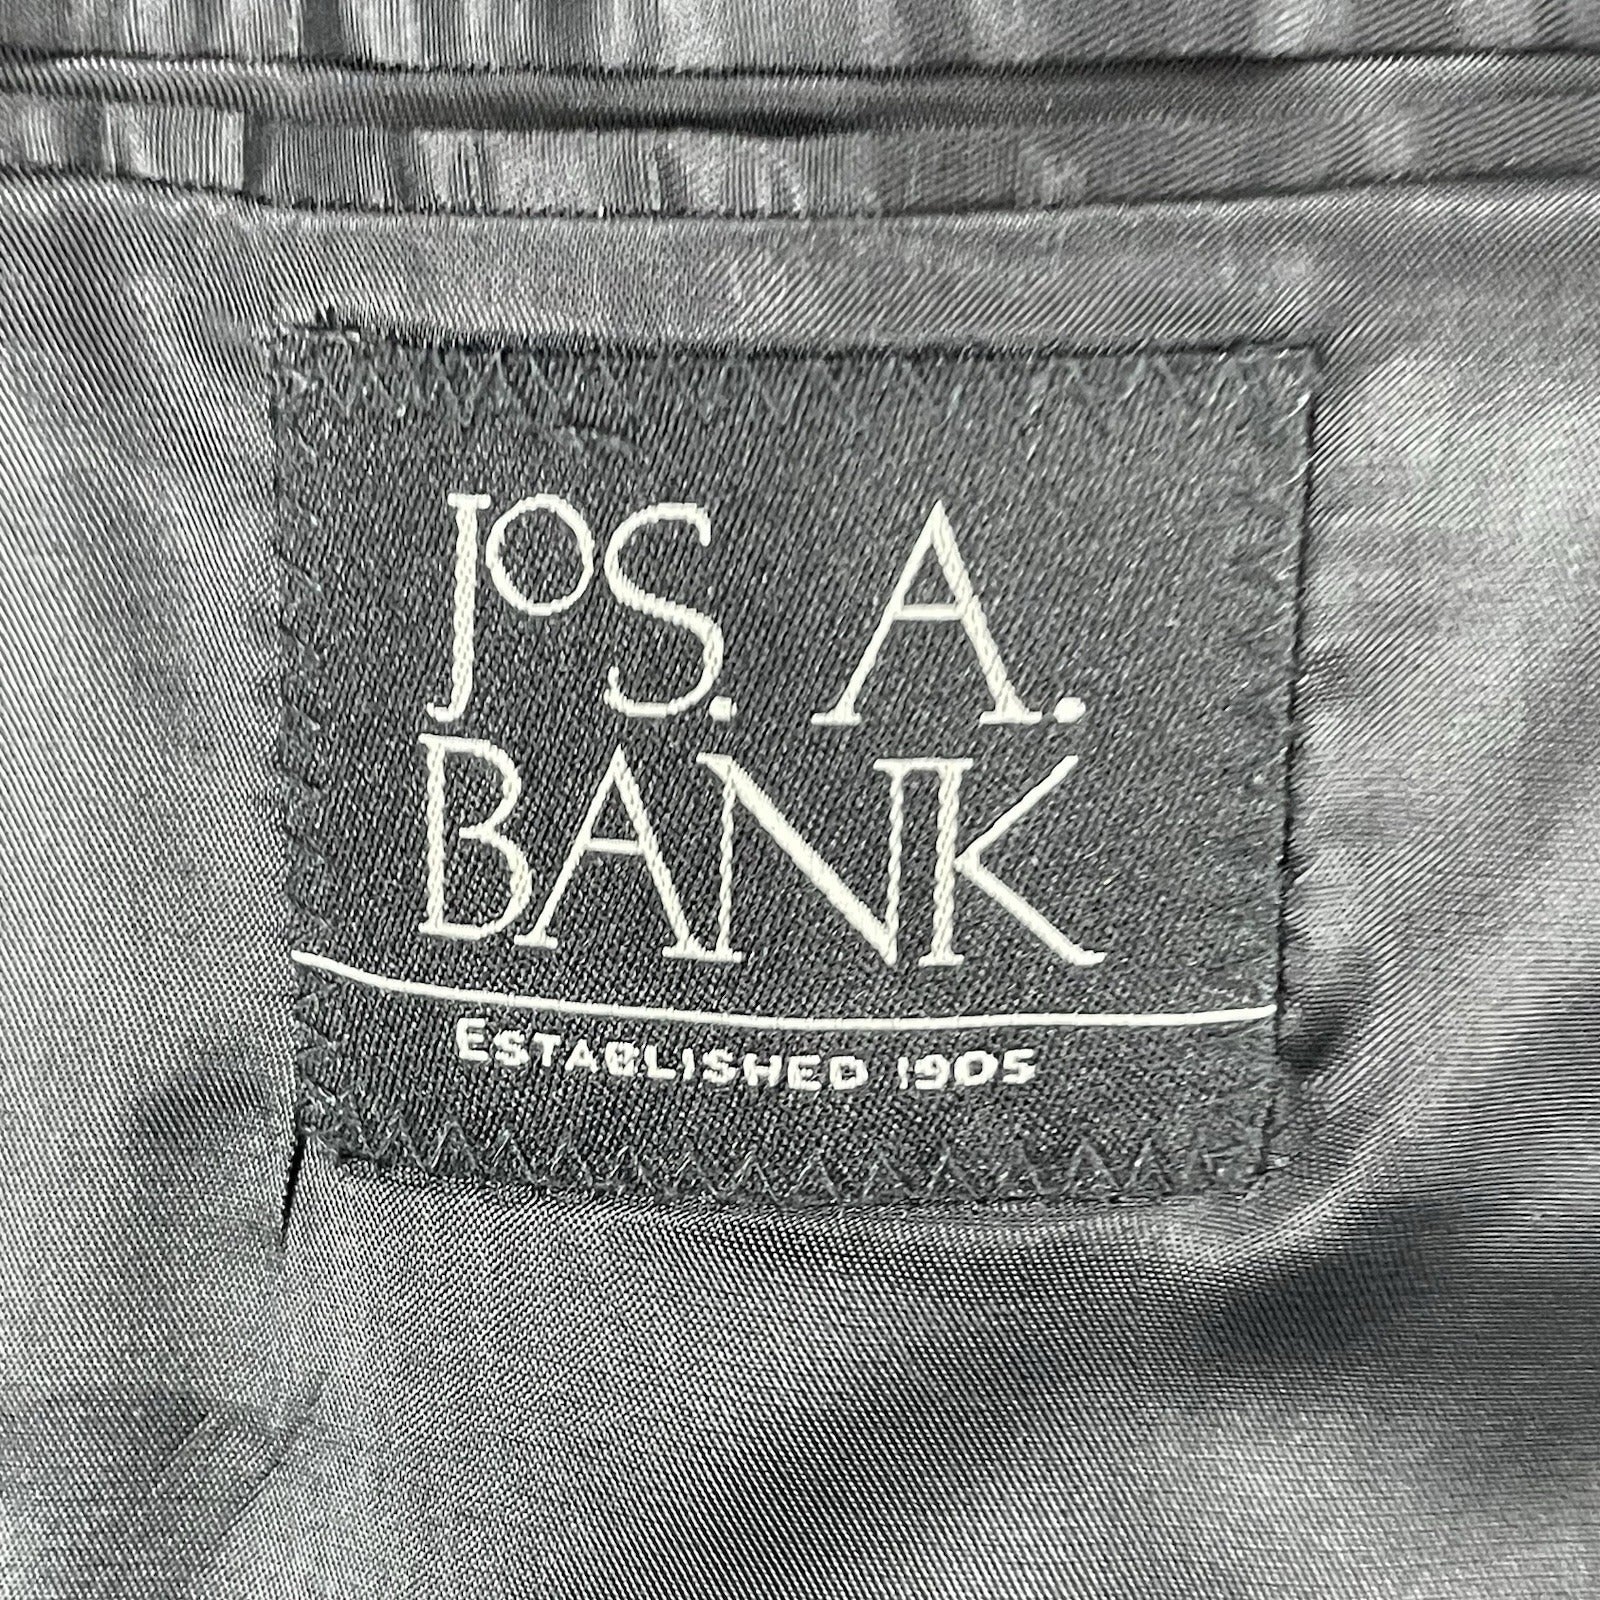 JOS. A.
BANK
ESTABLISHED 1905